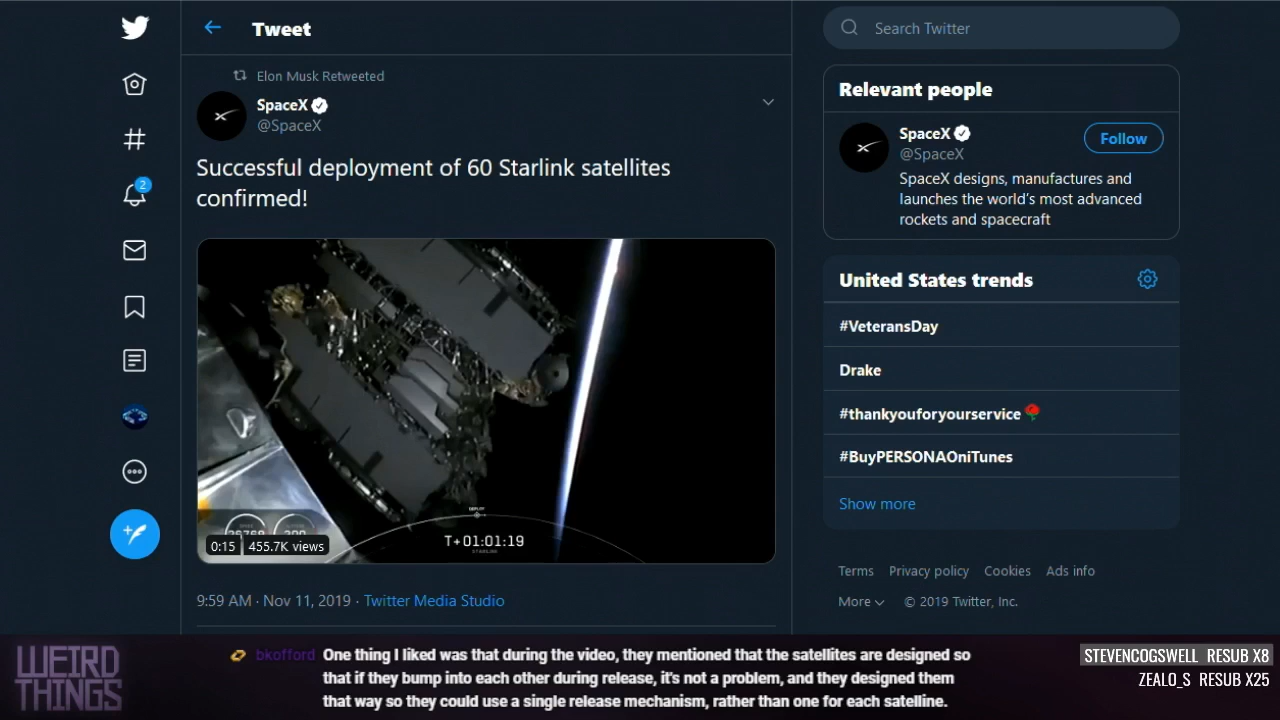 Tweet
Search Twitter
Elon Musk Retweeted
SpaceX
@SpaceX
Successful deployment of 60 Starlink satellites
confirmed!
0:15 455.7K views
DEPLOY
T+01:01:19
STARLINK
9:59 AM · Nov 11, 2019 · Twitter Media Studio
2
Relevant people
SpaceX
@SpaceX
Follow
SpaceX designs, manufactures and
launches the world's most advanced
rockets and spacecraft
United States trends
#VeteransDay
Drake
#thankyouforyourservice
#BuyPERSONAOniTunes
Show more
Terms Privacy policy Cookies Ads info
More © 2019 Twitter, Inc.
WEIRD
THINGS
bkofford One thing I liked was that during the video, they mentioned that the satellites are designed so
that if they bump into each other during release, it's not a problem, and they designed them
that way so they could use a single release mechanism, rather than one for each satelline.
STEVENCOGSWELL RESUB X8
ZEALO_S RESUB X25